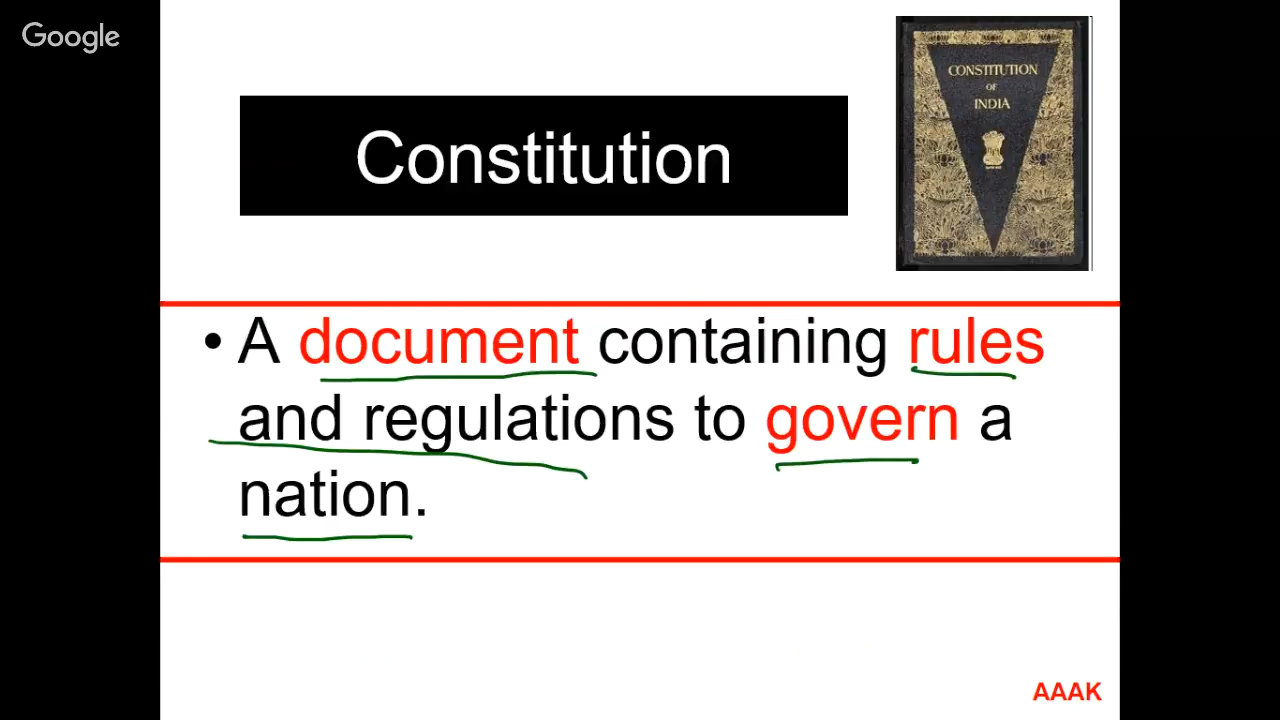 Google
Constitution
CONSTITUTION
OF
INDIA
• A document containing rules
and regulations to govern a
nation.
AAAK